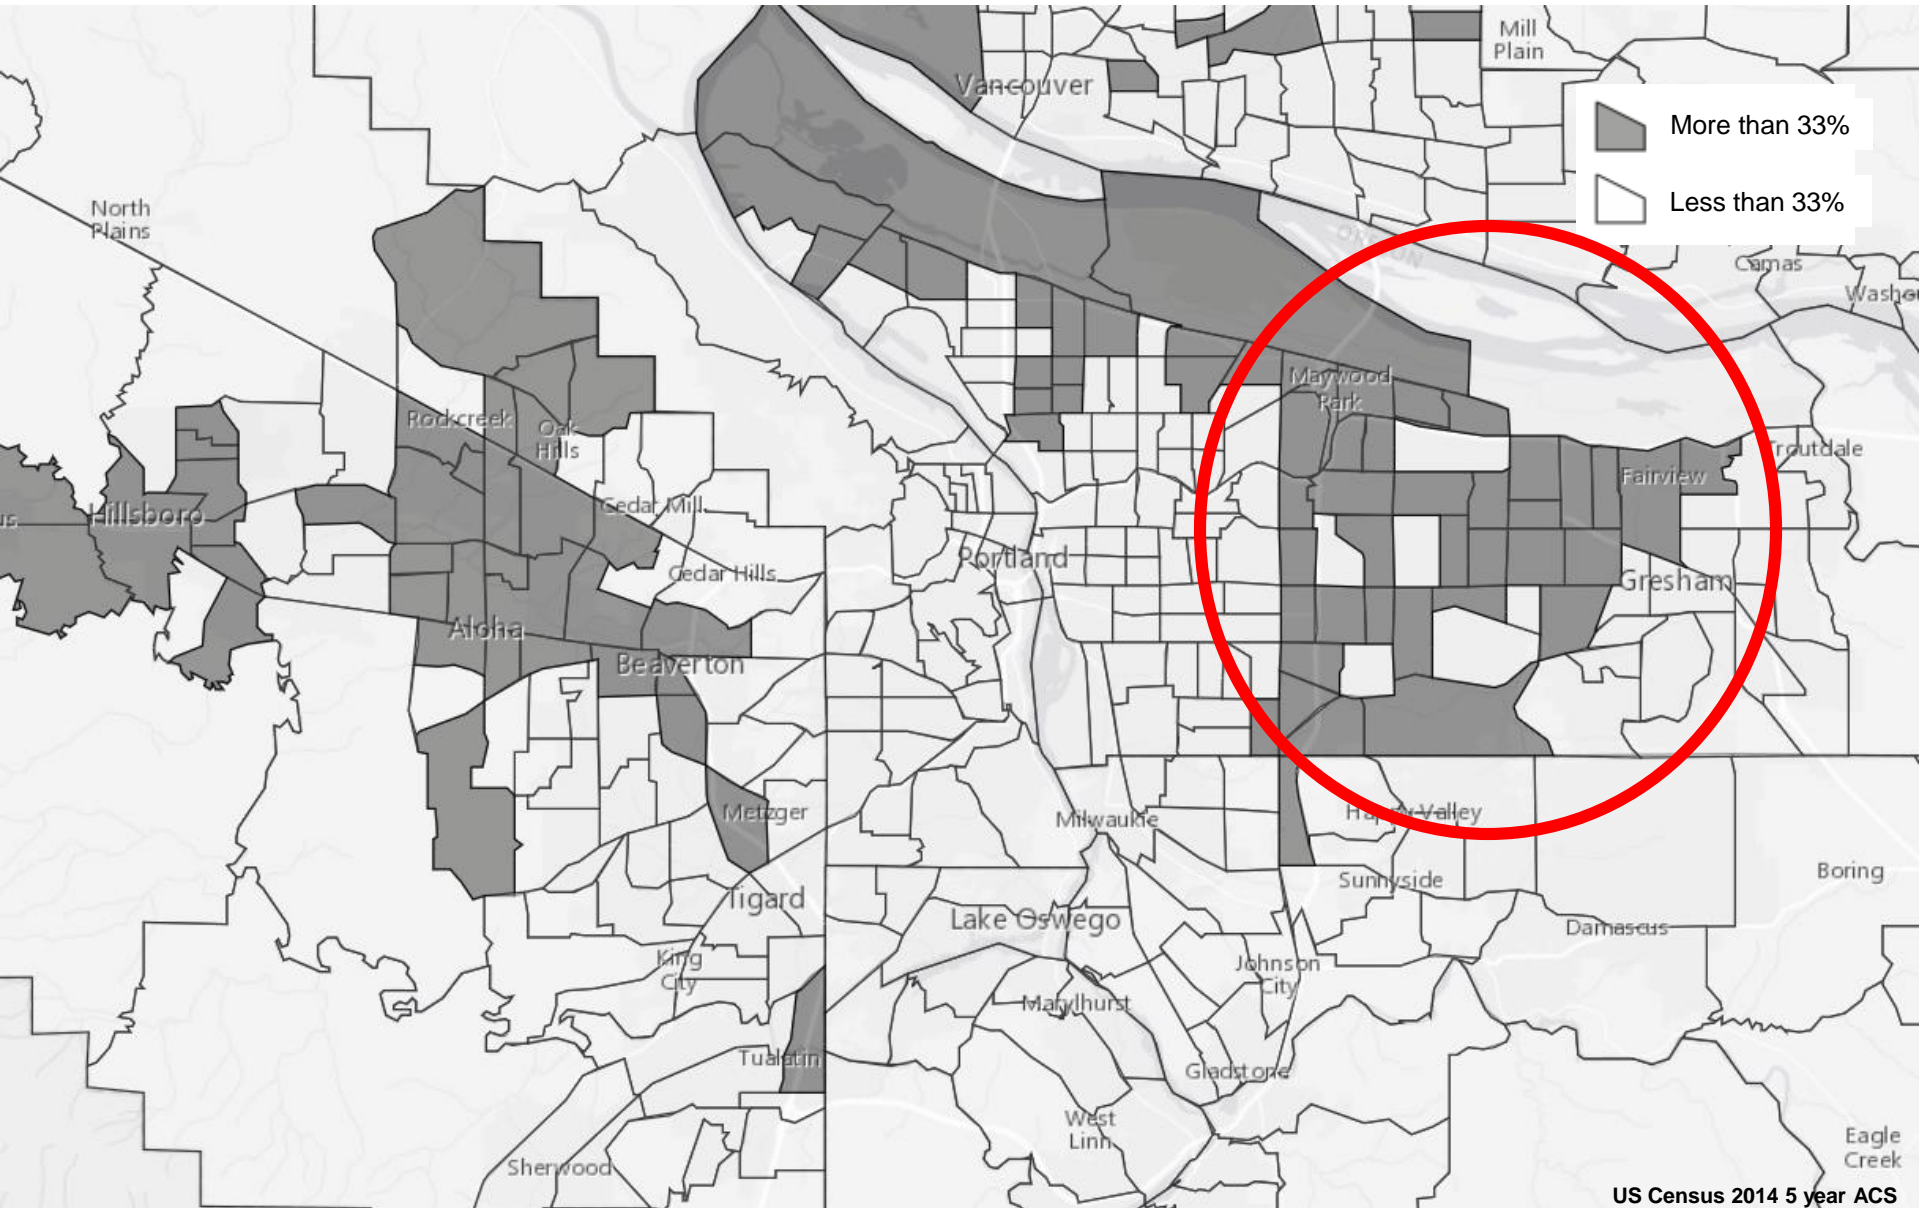 Mill
Plain
Vancouver
More than 33%
Less than 33%
North
Plains
OREGON
Camas
Maywood
Park
Rockcreek
Oak
Hills
Troutdale
Fairview
Cedar Mill
Hillsboro
Portland
Cedar Hills
Gresham
Aloha
Beaverton
Metzger
Milwaukie
Happy Valley
Boring
Sunnyside
Tigard
Lake Oswego
Damascus
King
City
Johnson
City
Marylhurst
Tualatin
Gladstone
West
Linn
Eagle
Creek
Sherwood
US Census 2014 5 year ACS